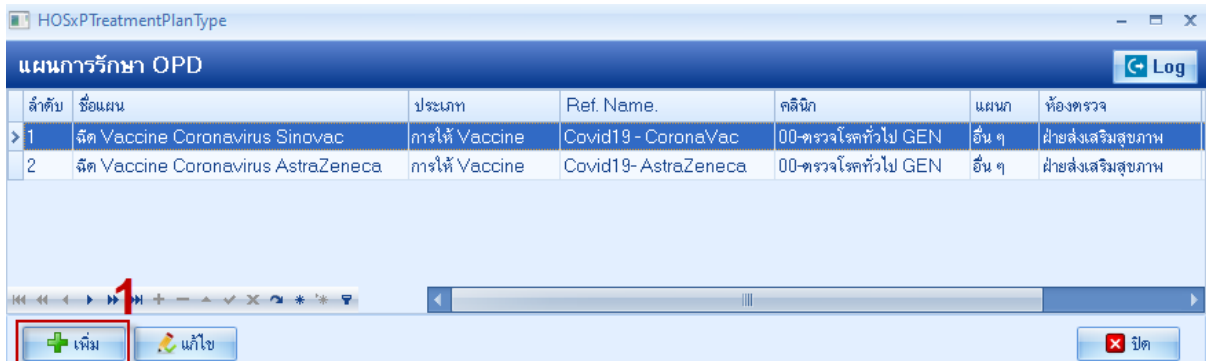 HOSxPTreatmentPlanType
แผนการรักษา OPD Log
ลำดับ ชื่อแผน ประเภท Ref. Name. คลินิก แผนก ห้องตรวจ
1 ฉีด Vaccine Coronavirus Sinovac การให้ Vaccine Covid19 - CoronaVac 00-ตรวจโรคทั่วไป GEN อื่น ๆ ฝ่ายส่งเสริมสุขภาพ
2 ฉีด Vaccine Coronavirus AstraZeneca การให้ Vaccine Covid19- AstraZeneca 00-ตรวจโรคทั่วไป GEN อื่น ๆ ฝ่ายส่งเสริมสุขภาพ
1
เพิ่ม แก้ไข ปิด